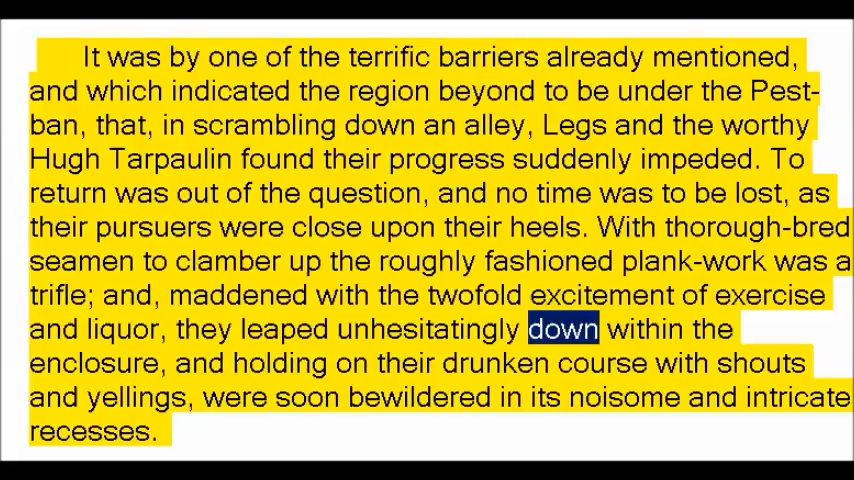 It was by one of the terrific barriers already mentioned,
and which indicated the region beyond to be under the Pest-
ban, that, in scrambling down an alley, Legs and the worthy
Hugh Tarpaulin found their progress suddenly impeded. To
return was out of the question, and no time was to be lost, as
their pursuers were close upon their heels. With thorough-bred
seamen to clamber up the roughly fashioned plank-work was a
trifle; and, maddened with the twofold excitement of exercise
and liquor, they leaped unhesitatingly down within the
enclosure, and holding on their drunken course with shouts
and yellings, were soon bewildered in its noisome and intricate
recesses.